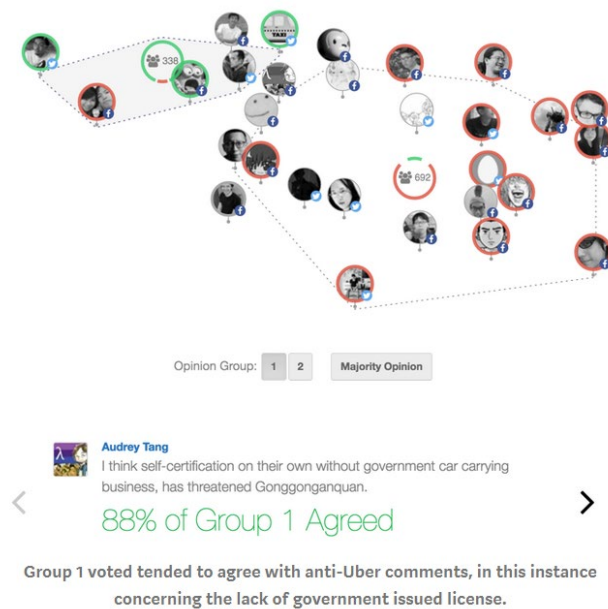 TAXI
338
692
Opinion Group: 1 2 Majority Opinion
Audrey Tang
I think self-certification on their own without government car carrying
business, has threatened Gonggonganquan.
88% of Group 1 Agreed
Group 1 voted tended to agree with anti-Uber comments, in this instance
concerning the lack of government issued license.